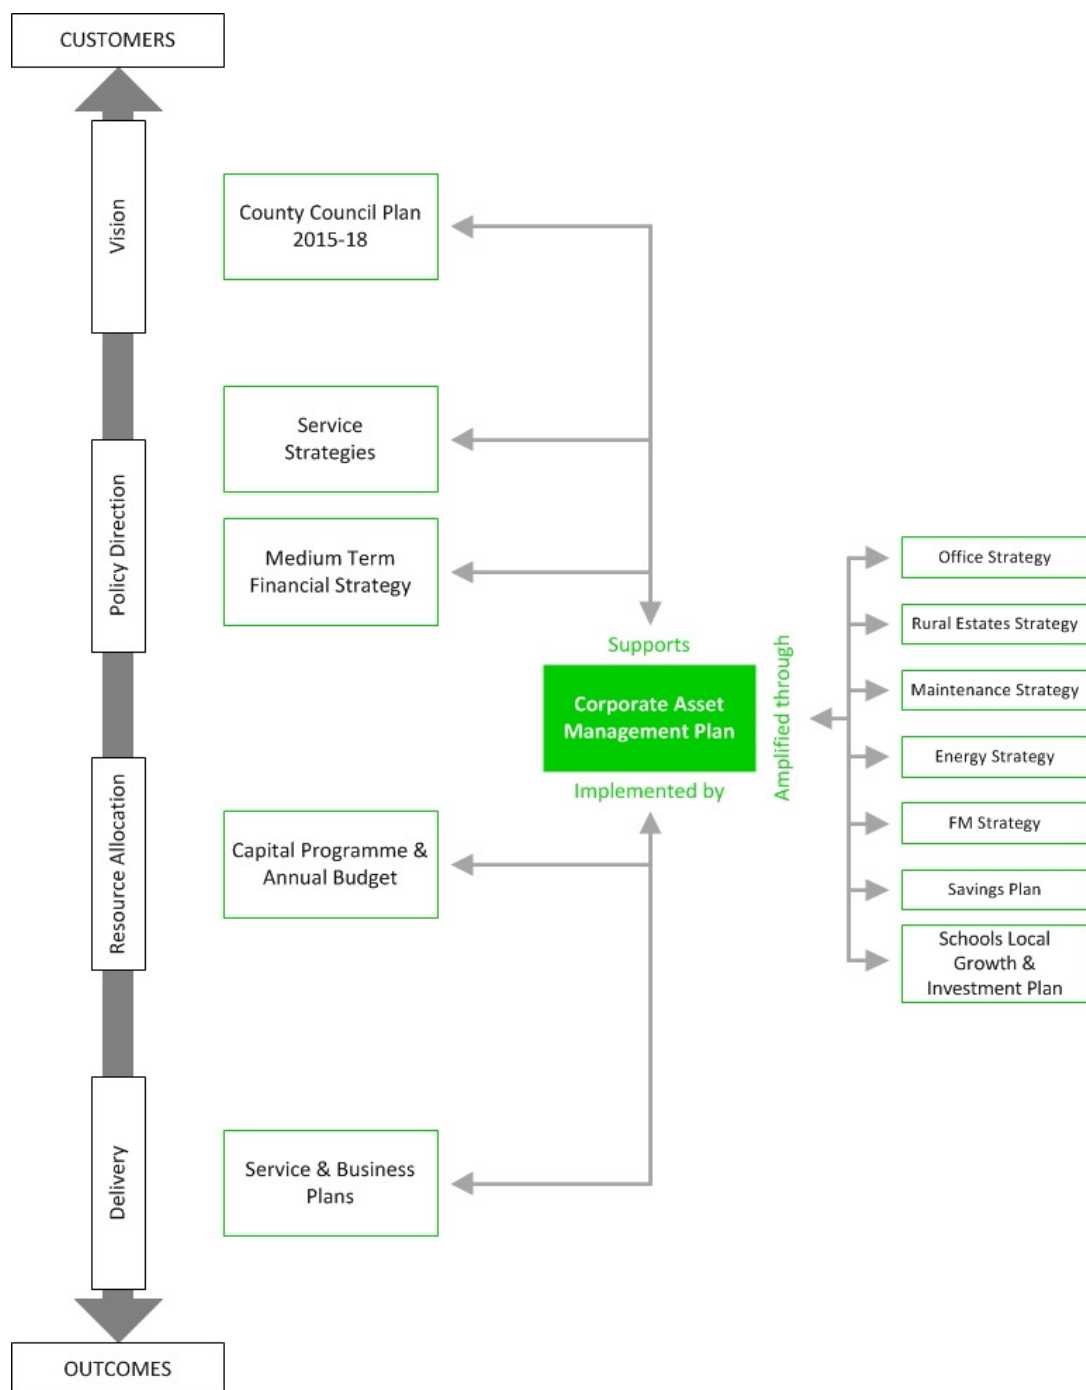 CUSTOMERS
Vision
County Council Plan
2015-18
Service
Strategies
Policy Direction
Medium Term
Financial Strategy
Supports
Corporate Asset
Management Plan
Implemented by
Amplified through
Office Strategy
Rural Estates Strategy
Maintenance Strategy
Energy Strategy
FM Strategy
Savings Plan
Schools Local
Growth &
Investment Plan
Resource Allocation
Capital Programme &
Annual Budget
Delivery
Service & Business
Plans
OUTCOMES